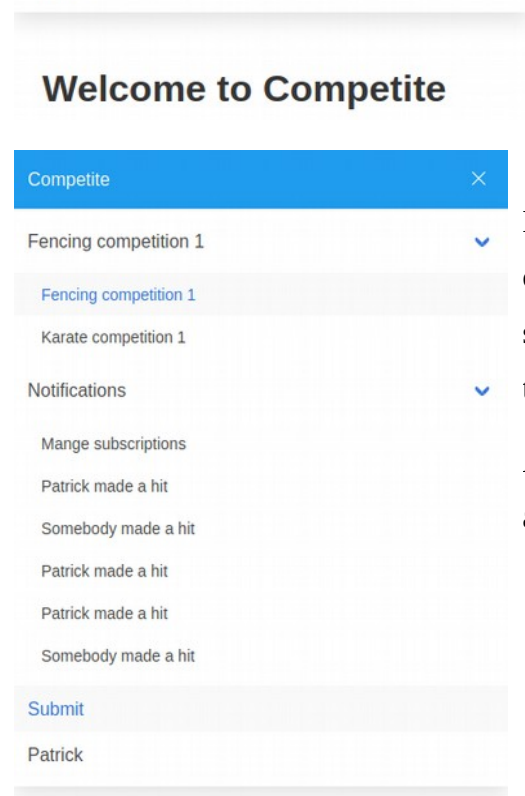 Welcome to Competite
Competite
Fencing competition 1
Fencing competition 1
Karate competition 1
Notifications
Mange subscriptions
Patrick made a hit
Somebody made a hit
Patrick made a hit
Patrick made a hit
Somebody made a hit
Submit
Patrick